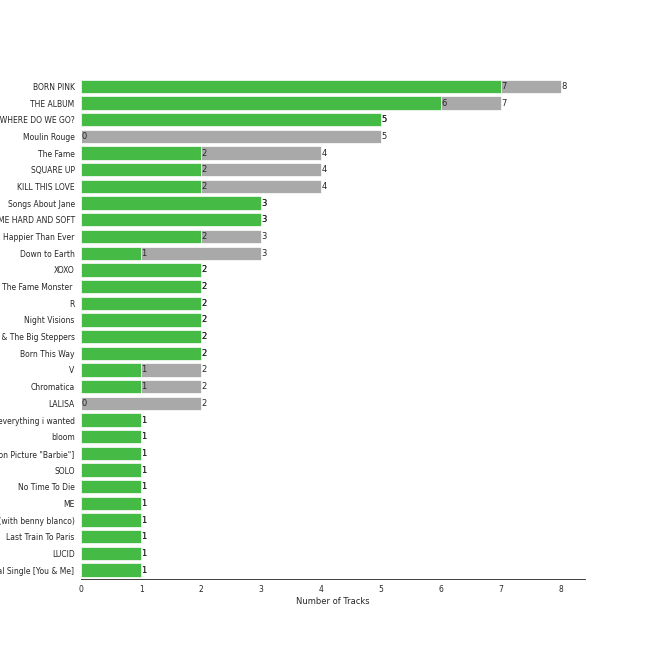 BORN PINK 7 8
THE ALBUM 6 7
WHERE DO WE GO? 5
Moulin Rouge 0 5
The Fame 2 4
SQUARE UP 2 4
KILL THIS LOVE 2 4
Songs About Jane 3
ME HARD AND SOFT 3
Happier Than Ever 2 3
Down to Earth 1 3
XOXO 2
The Fame Monster 2
R 2
Night Visions 2
& The Big Steppers 2
Born This Way 2
V 1 2
Chromatica 1 2
LALISA 0 2
everything i wanted 1
bloom 1
on Picture "Barbie"] 1
SOLO 1
No Time To Die 1
ME 1
(with benny blanco) 1
Last Train To Paris 1
LUCID 1
al Single [You & Me] 1
0 1 2 3 4 5 6 7 8
Number of Tracks